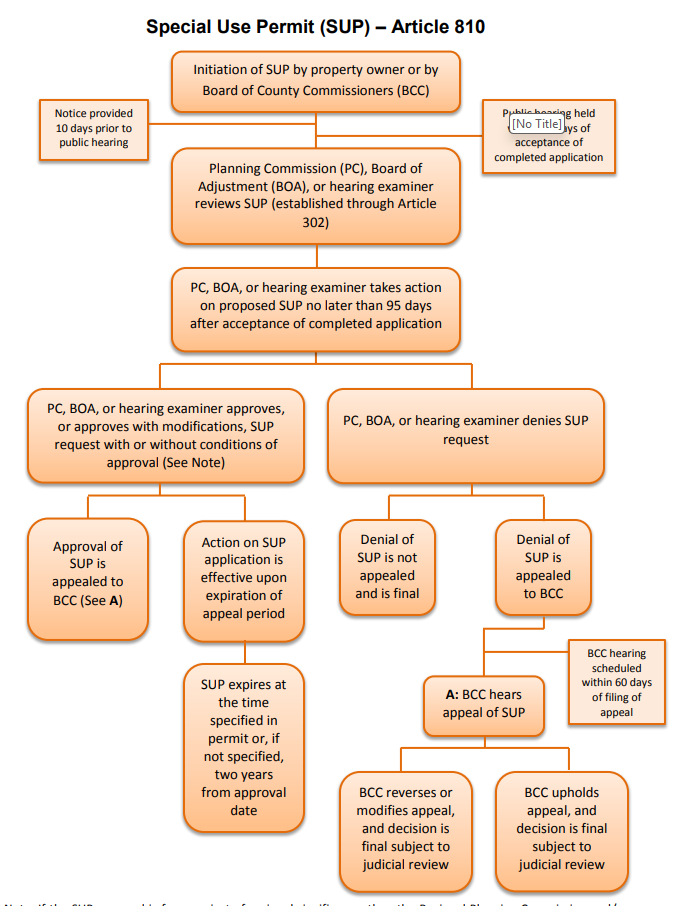 Special Use Permit (SUP) – Article 810
Initiation of SUP by property owner or by
Board of County Commissioners (BCC)
Notice provided
10 days prior to
public hearing
Public hearing held
[No Title]
acceptance of
completed application
Planning Commission (PC), Board of
Adjustment (BOA), or hearing examiner
reviews SUP (established through Article
302)
PC, BOA, or hearing examiner takes action
on proposed SUP no later than 95 days
after acceptance of completed application
PC, BOA, or hearing examiner approves,
or approves with modifications, SUP
request with or without conditions of
approval (See Note)
PC, BOA, or hearing examiner denies SUP
request
Approval of
SUP is
appealed to
BCC (See A)
Action on SUP
application is
effective upon
expiration of
appeal period
Denial of
SUP is not
appealed
and is final
Denial of
SUP is
appealed
to BCC
BCC hearing
scheduled
within 60 days
of filing of
appeal
A: BCC hears
appeal of SUP
SUP expires at
the time
specified in
permit or, if
not specified,
two years
from approval
date
BCC reverses or
modifies appeal,
and decision is
final subject to
judicial review
BCC upholds
appeal, and
decision is final
subject to
judicial review